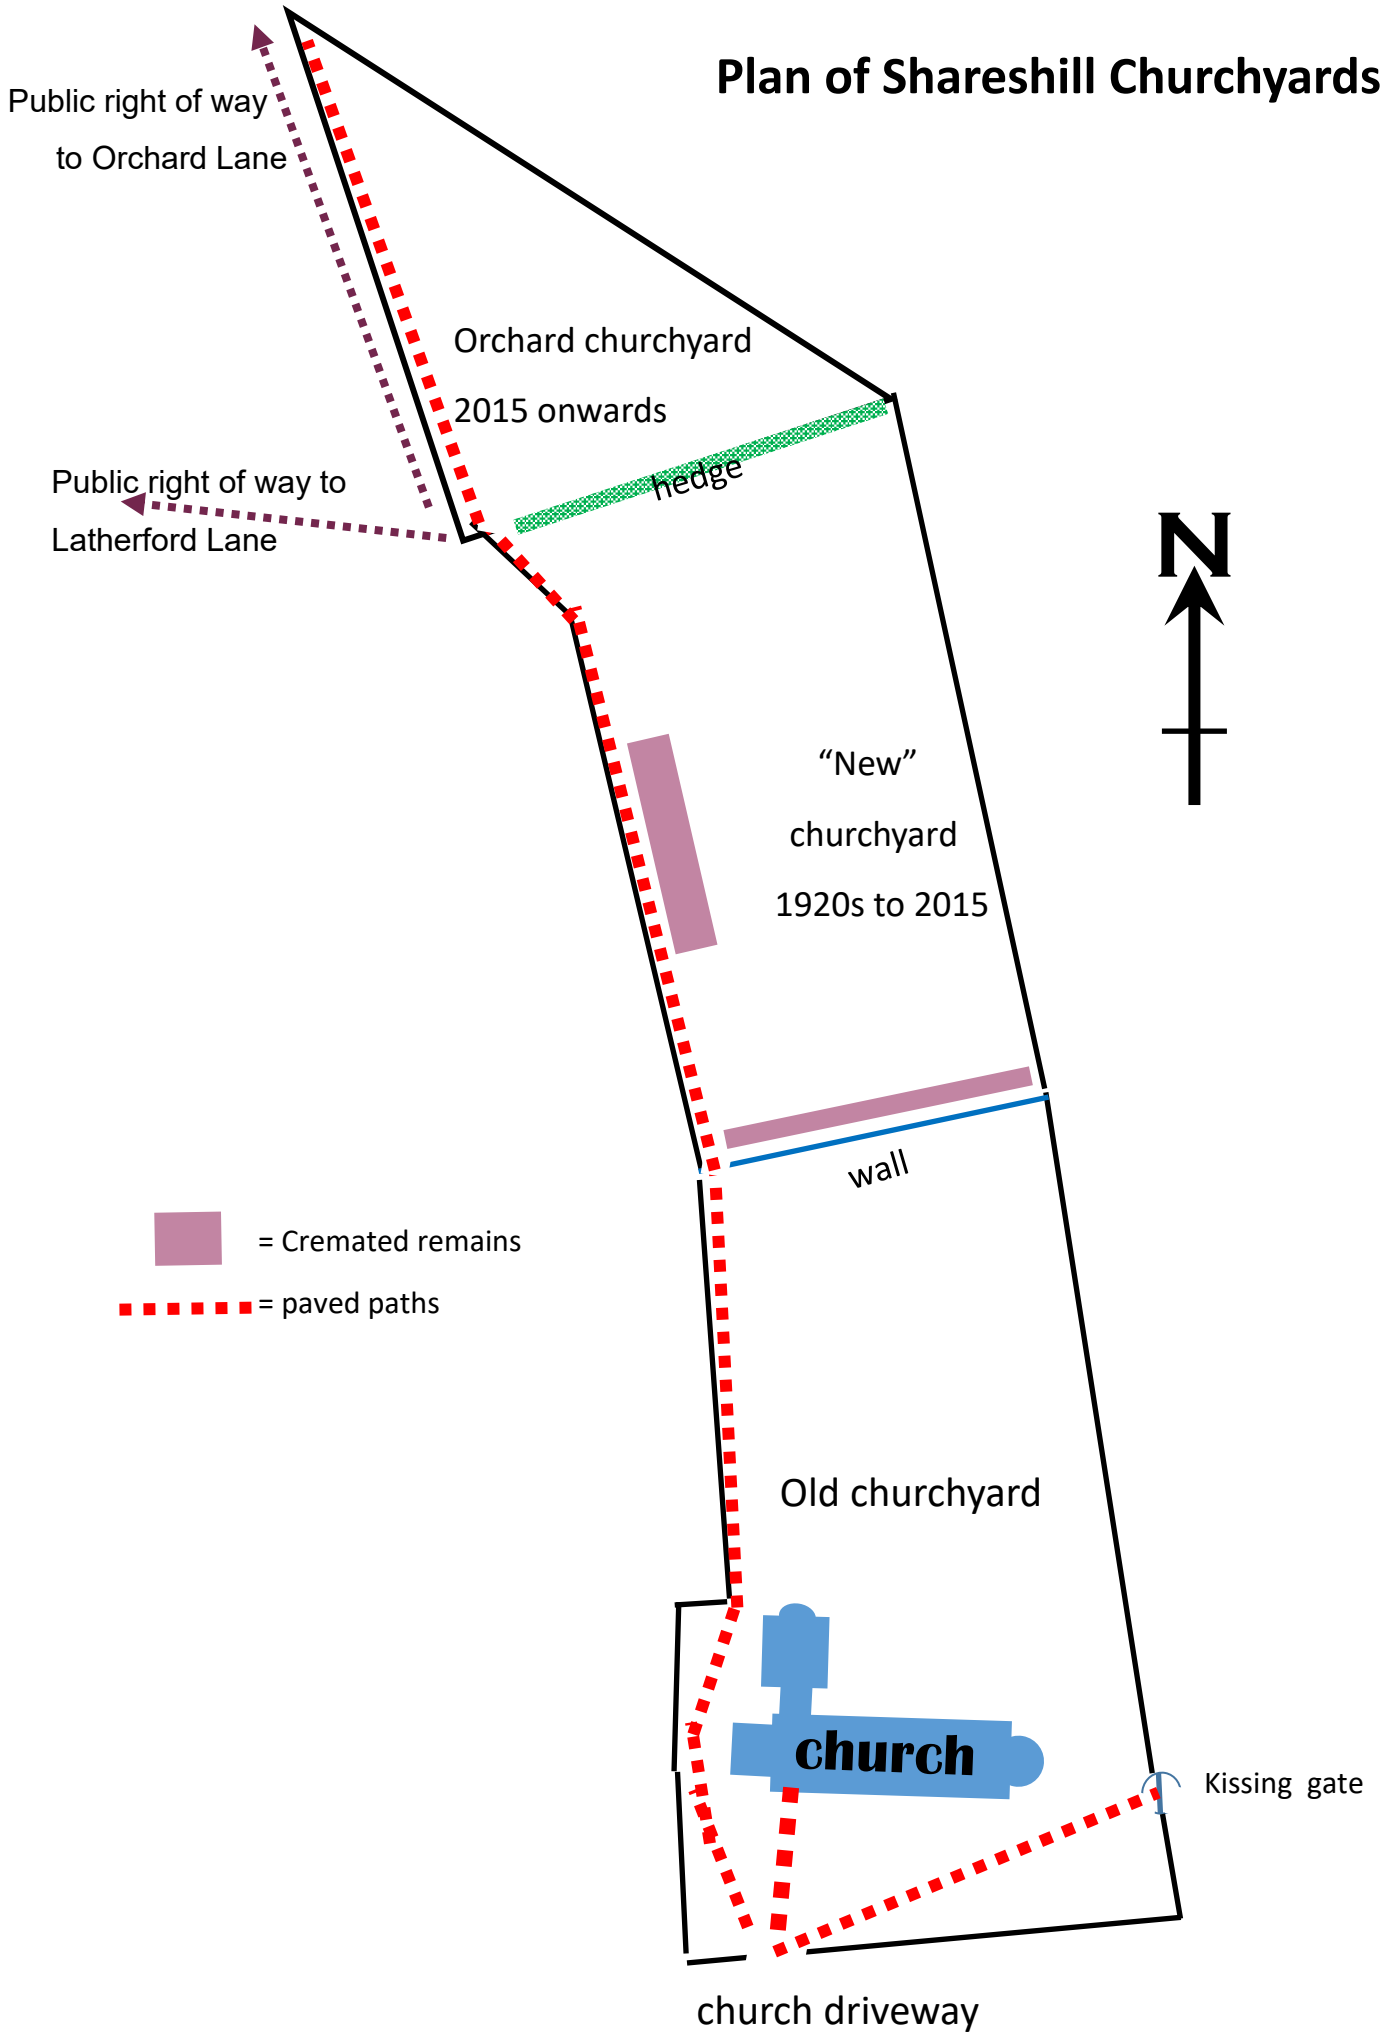 Plan of Shareshill Churchyards
Public right of way
to Orchard Lane
Orchard churchyard
2015 onwards
hedge
Public right of way to
Latherford Lane
N
“New”
churchyard
1920s to 2015
wall
= Cremated remains
= paved paths
Old churchyard
church
Kissing gate
church driveway